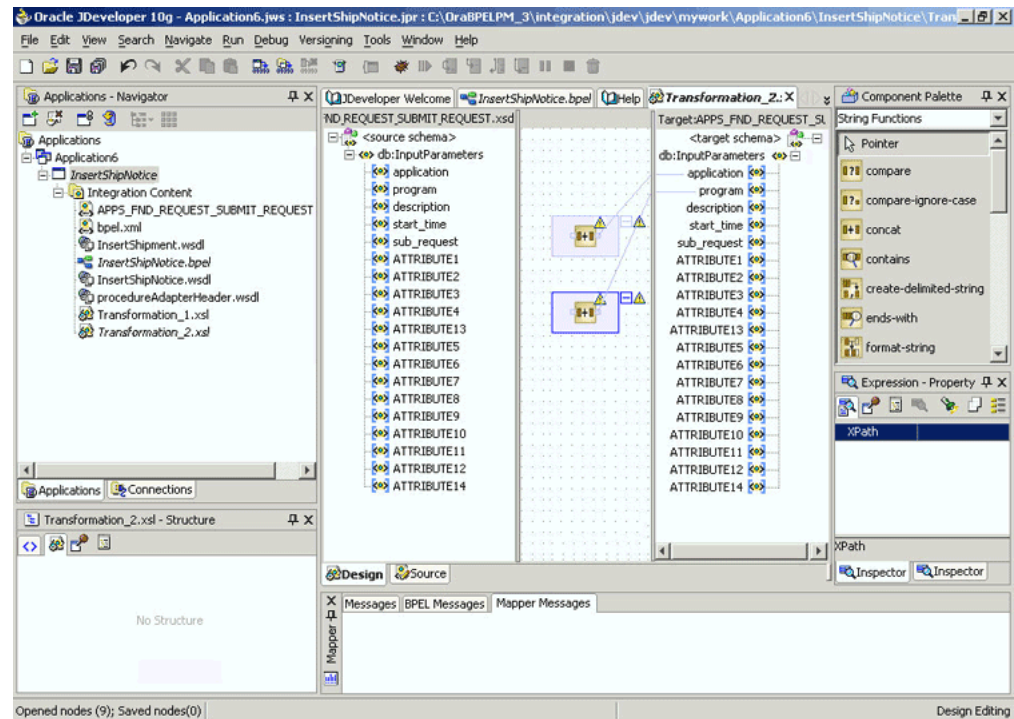 Oracle JDeveloper 10g - Application6.jws : InsertShipNotice.jpr : C:\OraBPELPM_3\integration\jdev\jdev\mywork\Application6\InsertShipNotice\Tran
File Edit View Search Navigate Run Debug Versioning Tools Window Help
Applications - Navigator
Applications
Application6
InsertShipNotice
Integration Content
APPS_FND_REQUEST_SUBMIT_REQUEST
bpel.xml
InsertShipment.wsdl
InsertShipNotice.bpel
InsertShipNotice.wsdl
procedureAdapterHeader.wsdl
Transformation_1.xsl
Transformation_2.xsl
Applications Connections
Transformation_2.xsl - Structure
No Structure
JDeveloper Welcome InsertShipNotice.bpel Help Transformation_2.:
ND_REQUEST_SUBMIT_REQUEST.xsd
<source schema>
db:InputParameters
application
program
description
start_time
sub_request
ATTRIBUTE1
ATTRIBUTE2
ATTRIBUTE3
ATTRIBUTE4
ATTRIBUTE13
ATTRIBUTE5
ATTRIBUTE6
ATTRIBUTE7
ATTRIBUTE8
ATTRIBUTE9
ATTRIBUTE10
ATTRIBUTE11
ATTRIBUTE12
ATTRIBUTE14
Target:APPS_FND_REQUEST_SU
<target schema>
db:InputParameters
application
program
description
start_time
sub_request
ATTRIBUTE1
ATTRIBUTE2
ATTRIBUTE3
ATTRIBUTE4
ATTRIBUTE13
ATTRIBUTE5
ATTRIBUTE6
ATTRIBUTE7
ATTRIBUTE8
ATTRIBUTE9
ATTRIBUTE10
ATTRIBUTE11
ATTRIBUTE12
ATTRIBUTE14
Design Source
Messages BPEL Messages Mapper Messages
Mapper
Component Palette
String Functions
Pointer
compare
compare-ignore-case
concat
contains
create-delimited-string
ends-with
format-string
Expression - Property
XPath
XPath
Inspector Inspector
Opened nodes (9); Saved nodes(0)
Design Editing